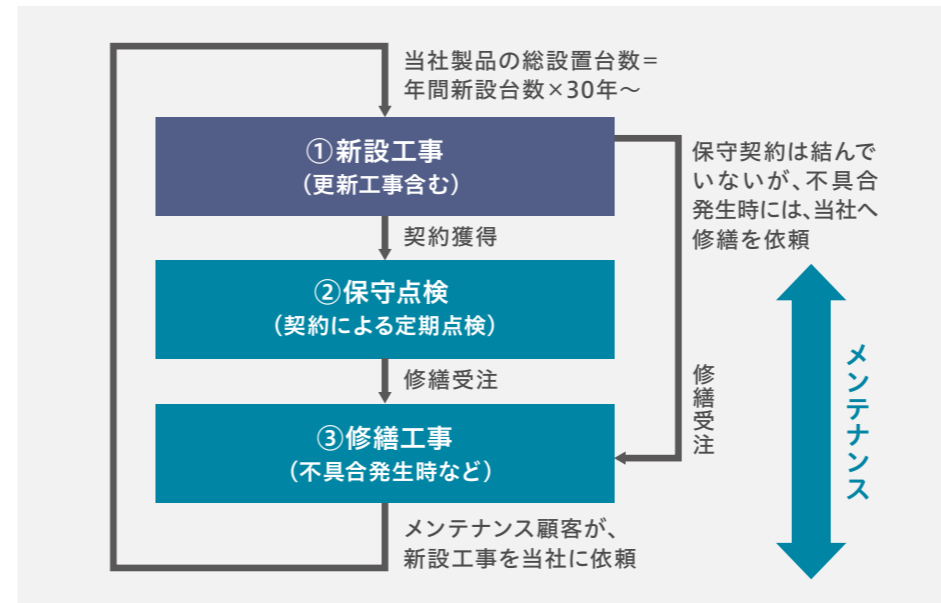 当社製品の総設置台数=
年間新設台数×30年~
①新設工事
(更新工事含む)
保守契約は結んで
いないが、不具合
発生時には、当社へ
修繕を依頼
契約獲得
②保守点検
(契約による定期点検)
修繕受注
修繕受注
メンテナンス
③修繕工事
(不具合発生時など)
メンテナンス顧客が、
新設工事を当社に依頼